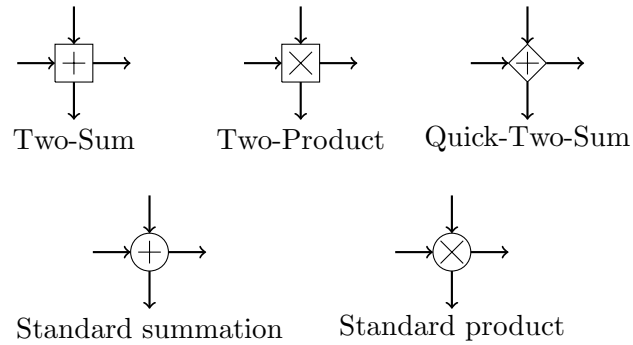 Two-Sum
Two-Product
Quick-Two-Sum
Standard summation
Standard product